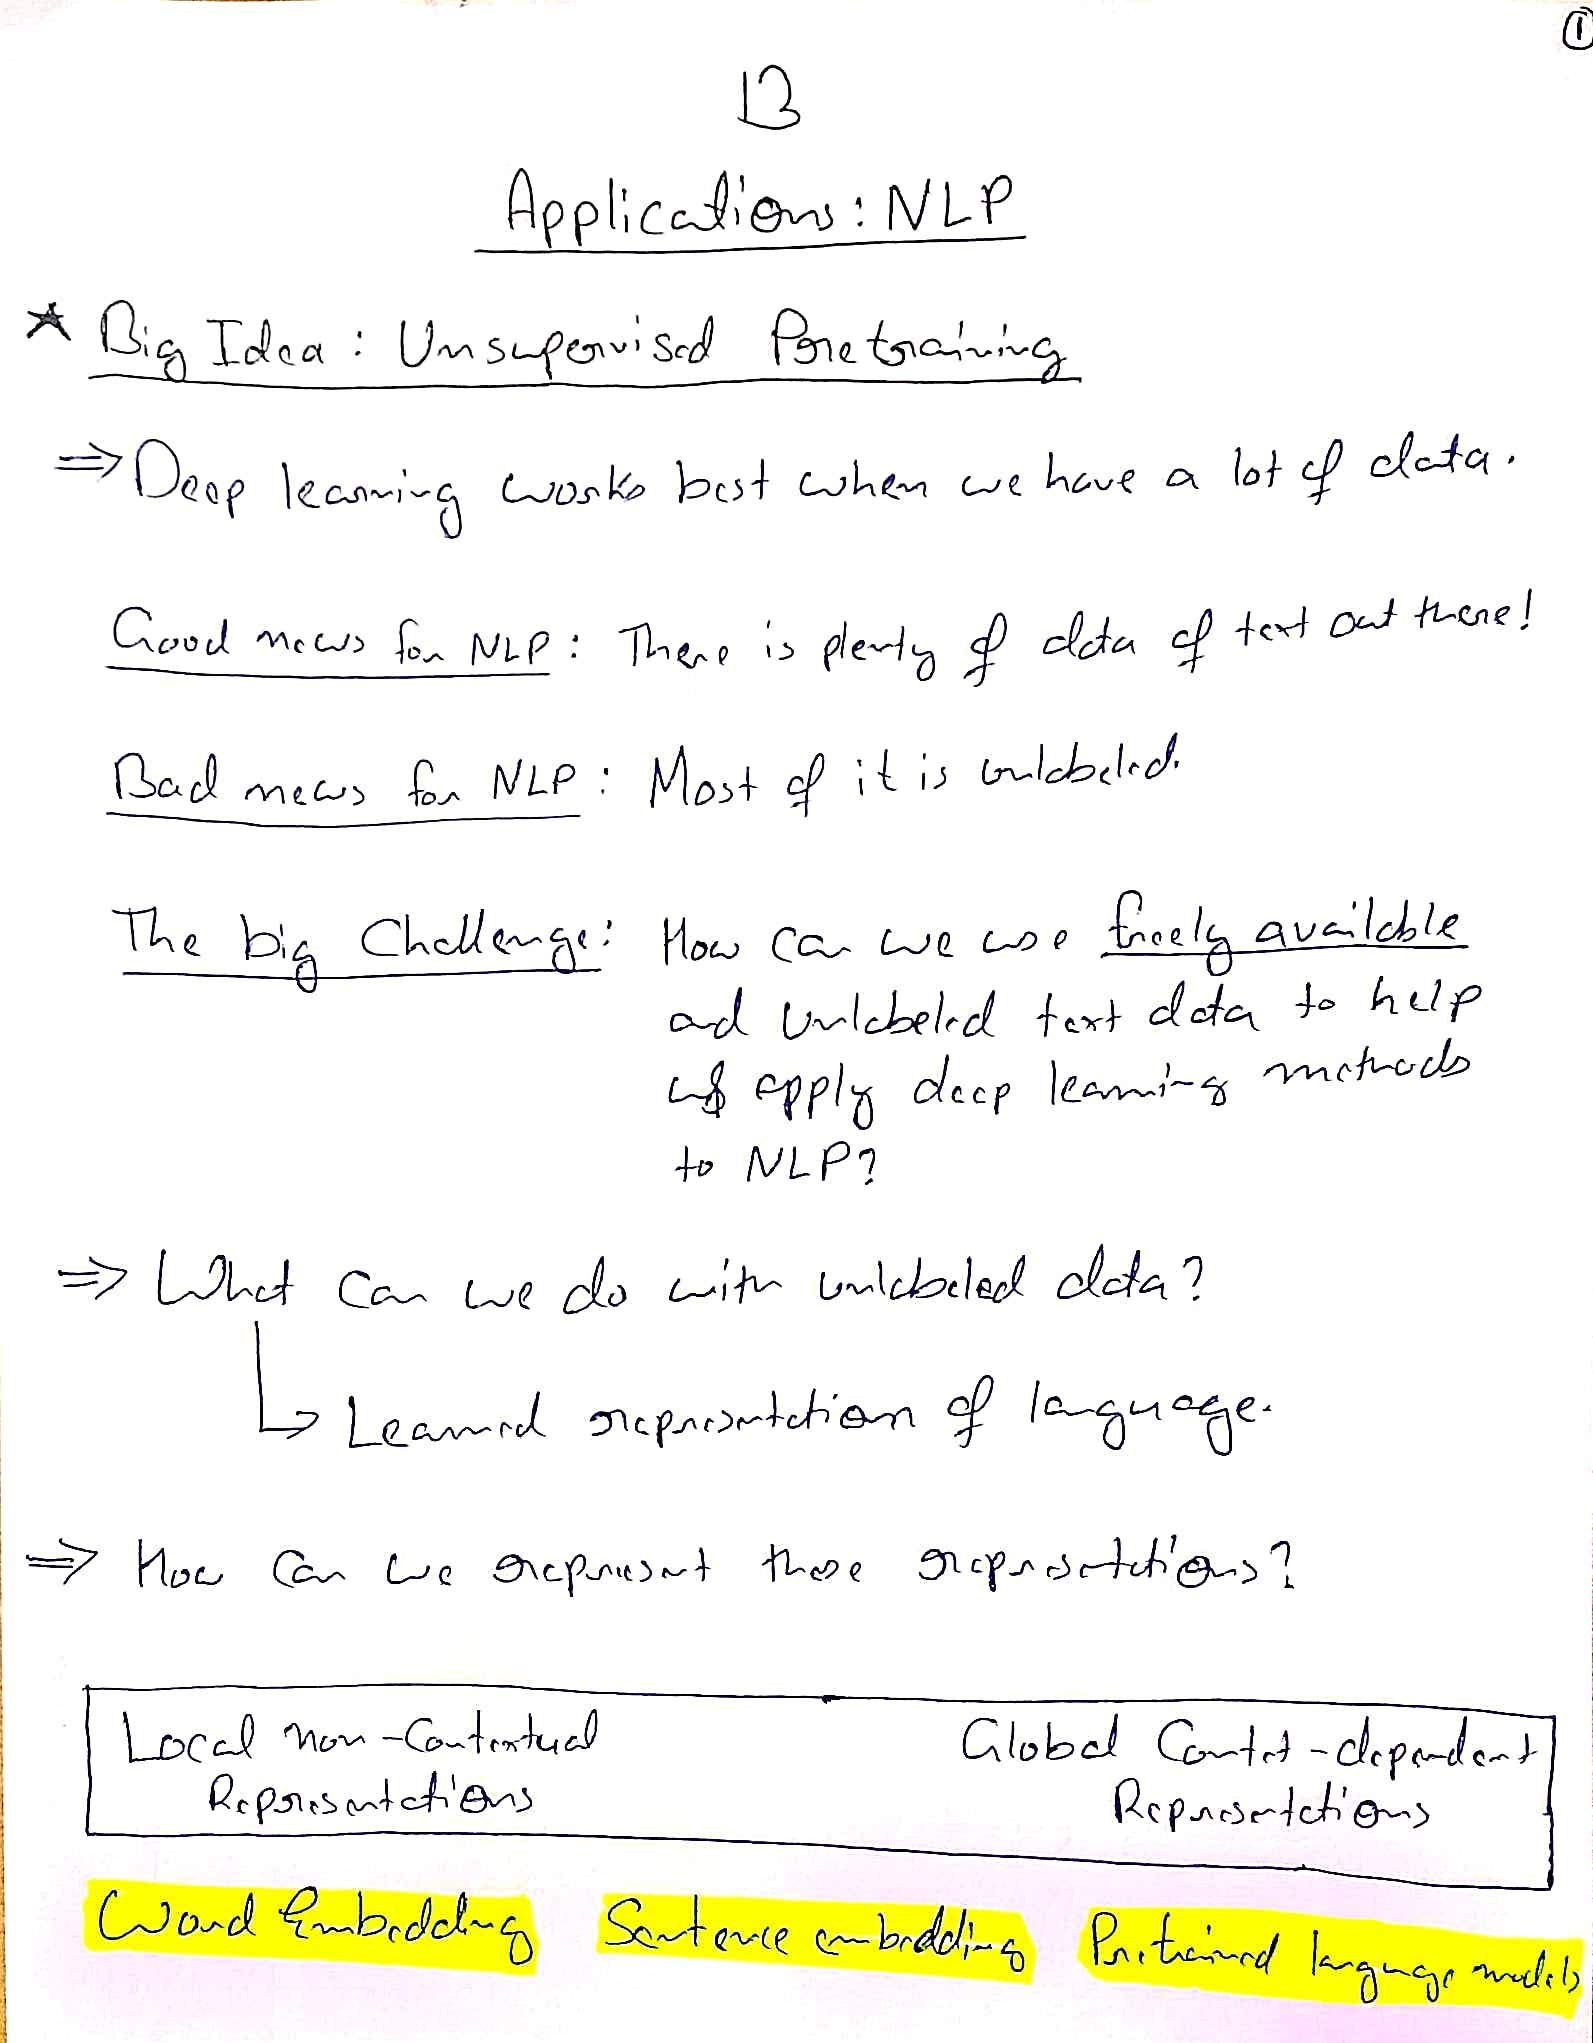 ①
13
Applications: NLP
* Big Idea: Unsupervised Pretraining
⇒ Deep learning works best when we have a lot of data.
Good news for NLP: There is plenty of data of text out there!
Bad news for NLP: Most of it is unlabeled.
The big Challenge: How can we use freely available
and unlabeled text data to help
us apply deep learning methods
to NLP?
⇒ What can we do with unlabeled data?
↳ Learned representation of language.
⇒ How can we represent these representations?
Local non-Contextual Global Context-dependent
Representations Representations
Word Embedding Sentence embedding Pretrained language models